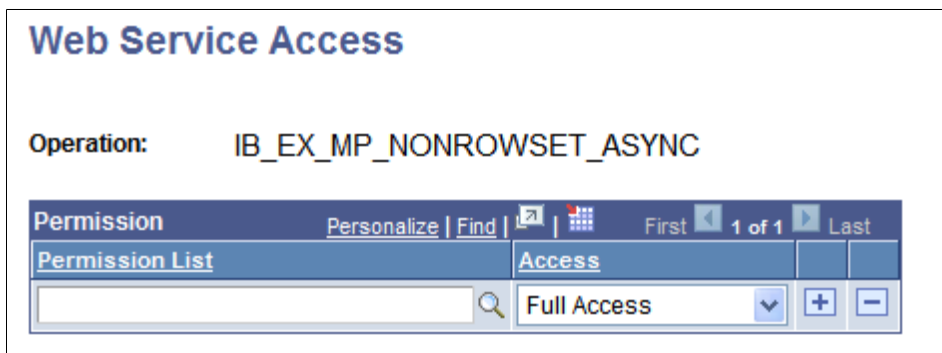 Web Service Access
Operation: IB_EX_MP_NONROWSET_ASYNC
Permission Personalize | Find | | First 1 of 1 Last
Permission List Access
Full Access